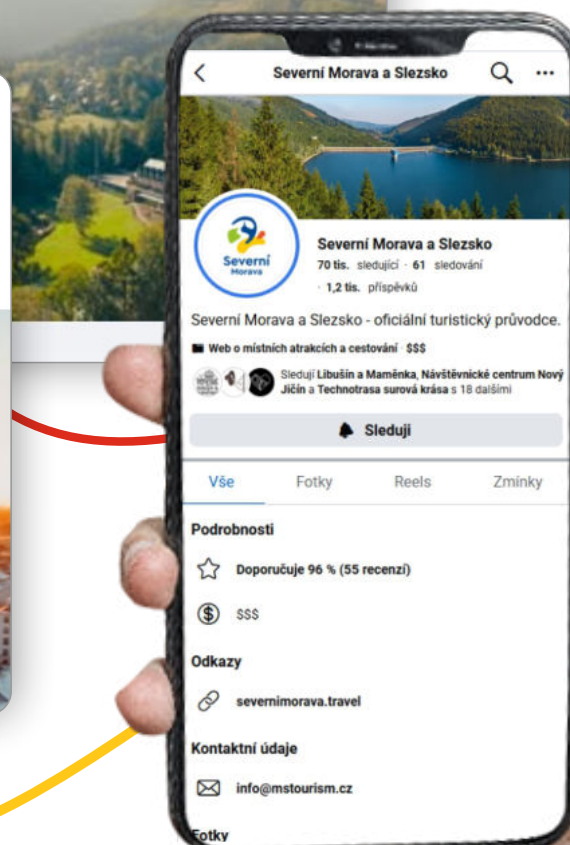 Severní Morava a Slezsko
Severní
Morava
Severní Morava a Slezsko
70 tis. sledující · 61 sledování
· 1,2 tis. příspěvků
Severní Morava a Slezsko - oficiální turistický průvodce.
Web o místních atrakcích a cestování · $$$
Sledují Libušín a Maměnka, Návštěvnické centrum Nový
Jičín a Technotrasa surová krása s 18 dalšími
Sleduji
Vše Fotky Reels Zmínky
Podrobnosti
Doporučuje 96 % (55 recenzí)
$$$
Odkazy
severnimorava.travel
Kontaktní údaje
info@mstourism.cz
Fotky